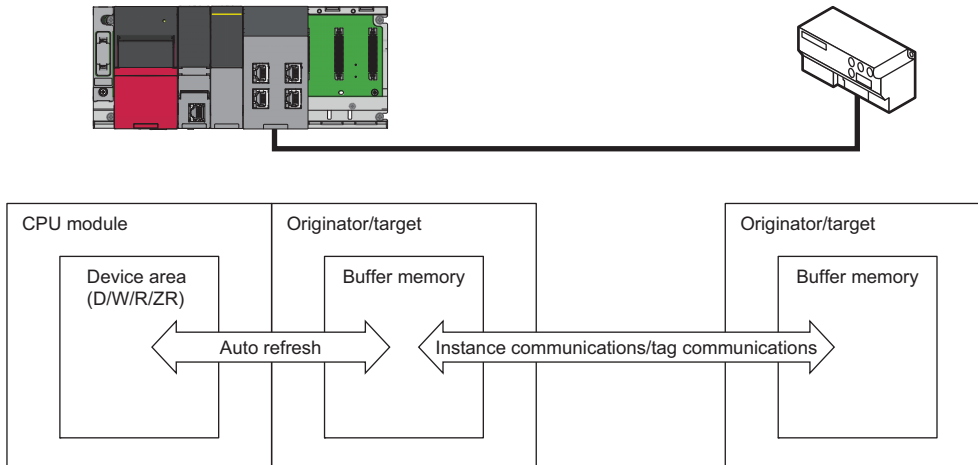 CPU module
Originator/target
Originator/target
Device area
(D/W/R/ZR)
Buffer memory
Buffer memory
Auto refresh
Instance communications/tag communications